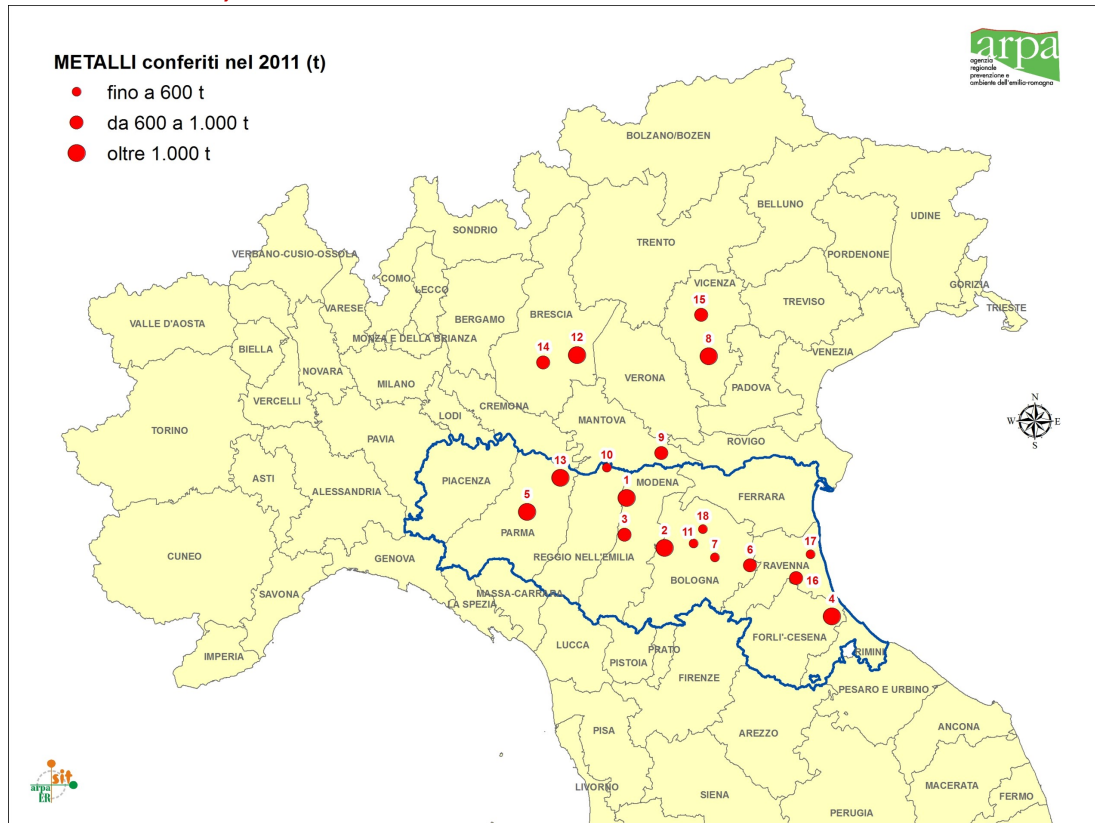 METALLI conferiti nel 2011 (t)
fino a 600 t
da 600 a 1.000 t
oltre 1.000 t
arpa
agenzia
regionale
prevenzione e
ambiente dell'emilia-romagna
BOLZANO/BOZEN
BELLUNO
UDINE
SONDRIO
TRENTO
VERBANO-CUSIO-OSSOLA
PORDENONE
COMO
LECCO
VICENZA
GORIZIA
TRIESTE
VARESE
BERGAMO
BRESCIA
15
TREVISO
VALLE D'AOSTA
MONZA E DELLA BRIANZA
12
14
8
VENEZIA
BIELLA
NOVARA
MILANO
VERONA
PADOVA
VERCELLI
LODI
CREMONA
MANTOVA
TORINO
PAVIA
9
ROVIGO
N
W
E
S
13
10
ASTI
ALESSANDRIA
PIACENZA
1
MODENA
FERRARA
5
PARMA
3
2
18
11
7
6
17
CUNEO
GENOVA
REGGIO NELL'EMILIA
BOLOGNA
RAVENNA
16
SAVONA
MASSA-CARRARA
LA SPEZIA
4
IMPERIA
LUCCA
PISTOIA
PRATO
FIRENZE
FORLI'-CESENA
RIMINI
PESARO E URBINO
PISA
AREZZO
ANCONA
LIVORNO
SIENA
MACERATA
FERMO
PERUGIA
sit
arpa
ER